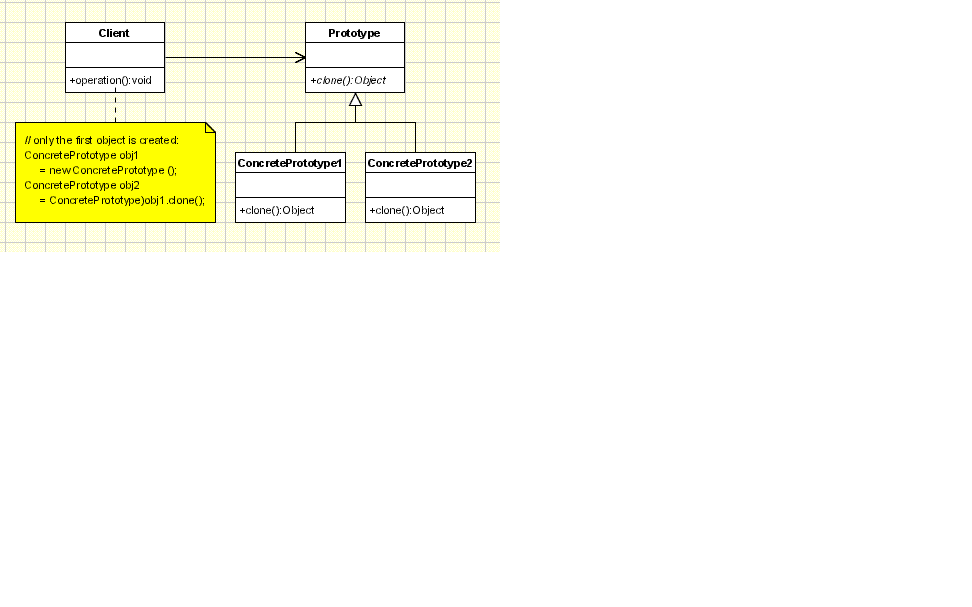 Client
+operation():void
Prototype
+clone():Object
// only the first object is created:
ConcretePrototype obj1
= new ConcretePrototype ();
ConcretePrototype obj2
= ConcretePrototype)obj1.clone();
ConcretePrototype1
+clone():Object
ConcretePrototype2
+clone():Object